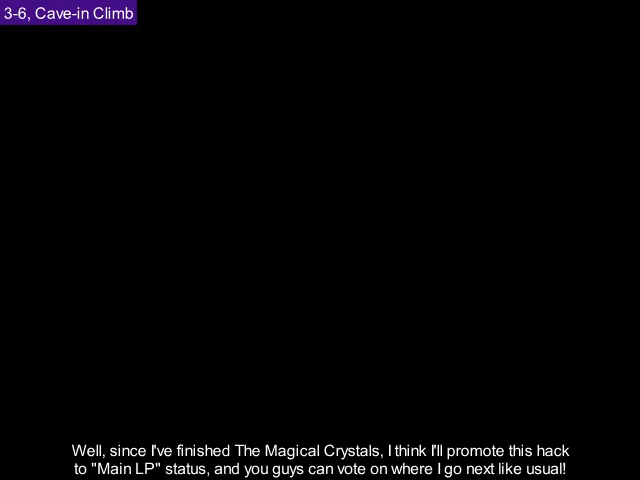 3-6, Cave-in Climb
Well, since I've finished The Magical Crystals, I think I'll promote this hack
to "Main LP" status, and you guys can vote on where I go next like usual!